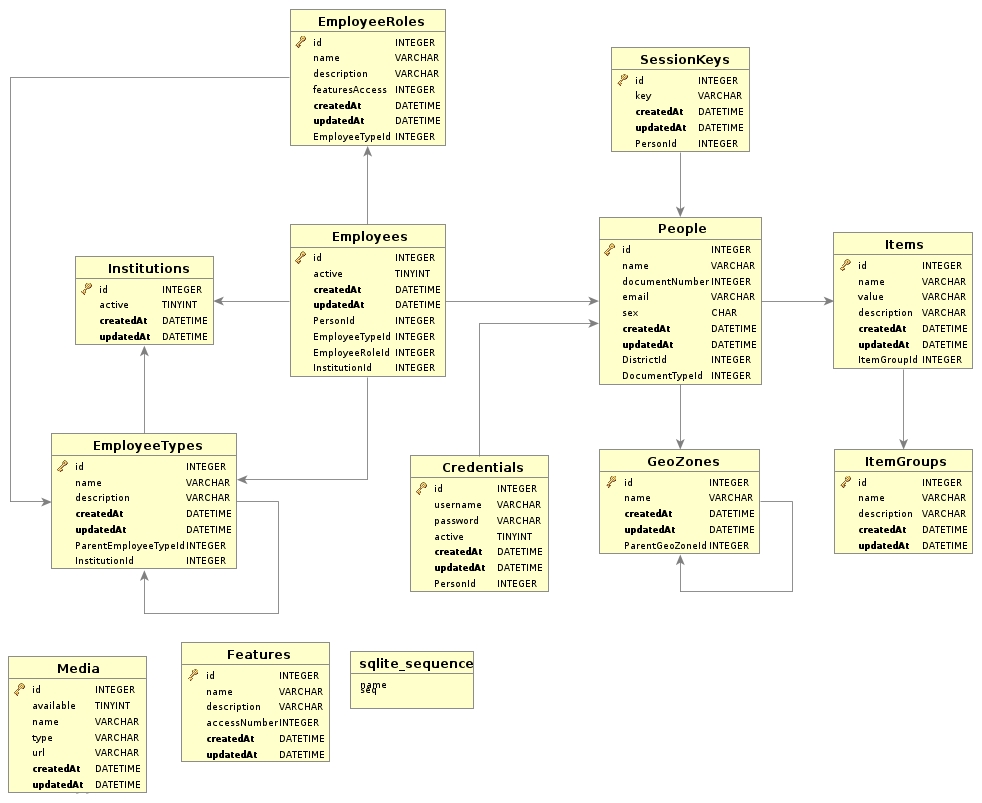 EmployeeRoles
id INTEGER
name VARCHAR
description VARCHAR
featuresAccess INTEGER
createdAt DATETIME
updatedAt DATETIME
EmployeeTypeId INTEGER
SessionKeys
id INTEGER
key VARCHAR
createdAt DATETIME
updatedAt DATETIME
PersonId INTEGER
Employees
id INTEGER
active TINYINT
createdAt DATETIME
updatedAt DATETIME
PersonId INTEGER
EmployeeTypeId INTEGER
EmployeeRoleId INTEGER
InstitutionId INTEGER
People
id INTEGER
name VARCHAR
documentNumber INTEGER
email VARCHAR
sex CHAR
createdAt DATETIME
updatedAt DATETIME
DistrictId INTEGER
DocumentTypeId INTEGER
Items
id INTEGER
name VARCHAR
value VARCHAR
description VARCHAR
createdAt DATETIME
updatedAt DATETIME
ItemGroupId INTEGER
Institutions
id INTEGER
active TINYINT
createdAt DATETIME
updatedAt DATETIME
EmployeeTypes
id INTEGER
name VARCHAR
description VARCHAR
createdAt DATETIME
updatedAt DATETIME
ParentEmployeeTypeId INTEGER
InstitutionId INTEGER
Credentials
id INTEGER
username VARCHAR
password VARCHAR
active TINYINT
createdAt DATETIME
updatedAt DATETIME
PersonId INTEGER
GeoZones
id INTEGER
name VARCHAR
createdAt DATETIME
updatedAt DATETIME
ParentGeoZoneId INTEGER
ItemGroups
id INTEGER
name VARCHAR
description VARCHAR
createdAt DATETIME
updatedAt DATETIME
Media
id INTEGER
available TINYINT
name VARCHAR
type VARCHAR
url VARCHAR
createdAt DATETIME
updatedAt DATETIME
Features
id INTEGER
name VARCHAR
description VARCHAR
accessNumber INTEGER
createdAt DATETIME
updatedAt DATETIME
sqlite_sequence
name
seq